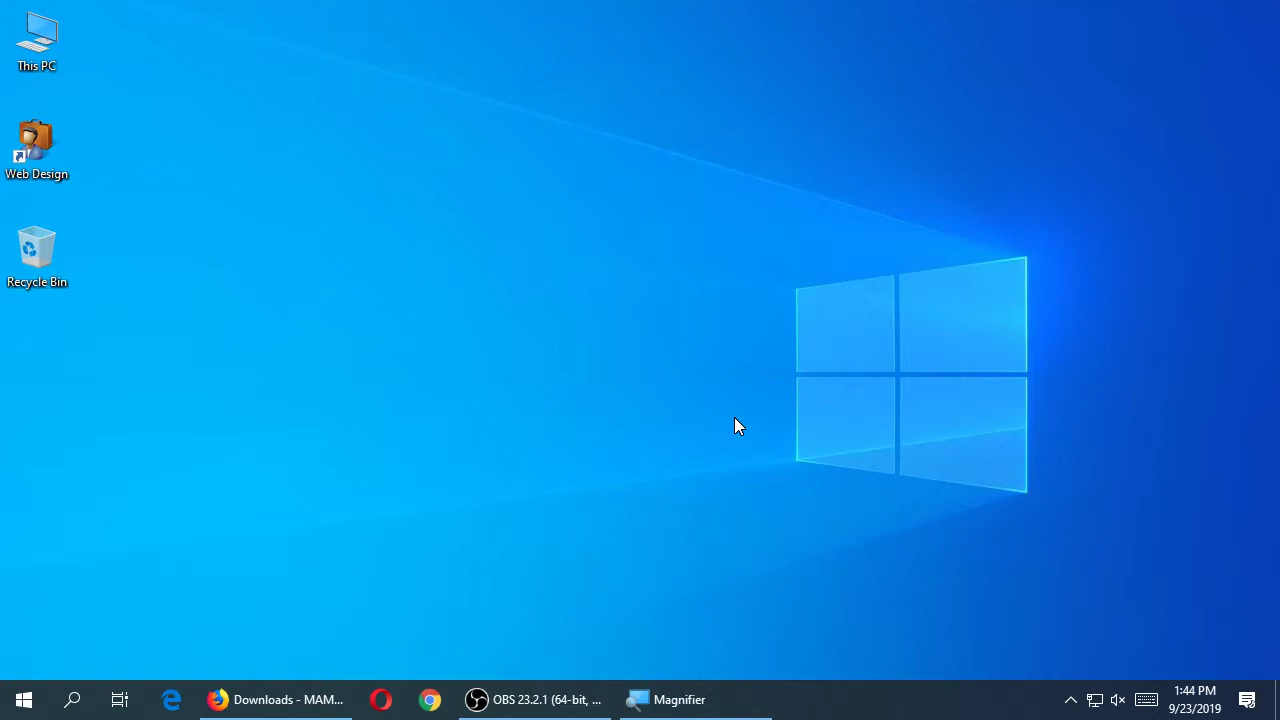 This PC
Web Design
Recycle Bin
Downloads - MAM...
OBS 23.2.1 (64-bit, ...
Magnifier
1:44 PM
9/23/2019